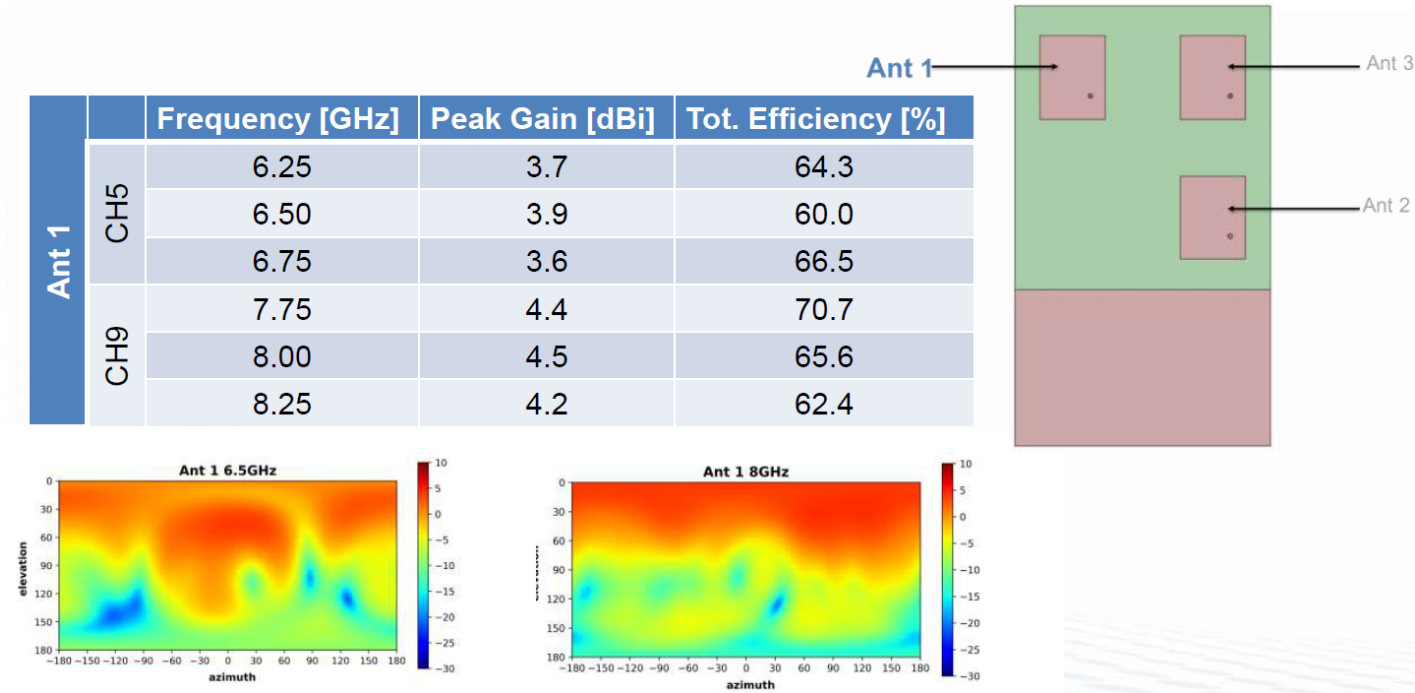 Ant 1
Ant 3
Ant 2
Ant 1
Frequency [GHz] Peak Gain [dBi] Tot. Efficiency [%]
CH5
6.25 3.7 64.3
6.50 3.9 60.0
6.75 3.6 66.5
CH9
7.75 4.4 70.7
8.00 4.5 65.6
8.25 4.2 62.4
Ant 1 6.5GHz
elevation
0
30
60
90
120
150
180
-180 -150 -120 -90 -60 -30 0 30 60 90 120 150 180
azimuth
10
5
0
-5
-10
-15
-20
-25
-30
Ant 1 8GHz
elevation
0
30
60
90
120
150
180
-180 -150 -120 -90 -60 -30 0 30 60 90 120 150 180
azimuth
10
5
0
-5
-10
-15
-20
-25
-30